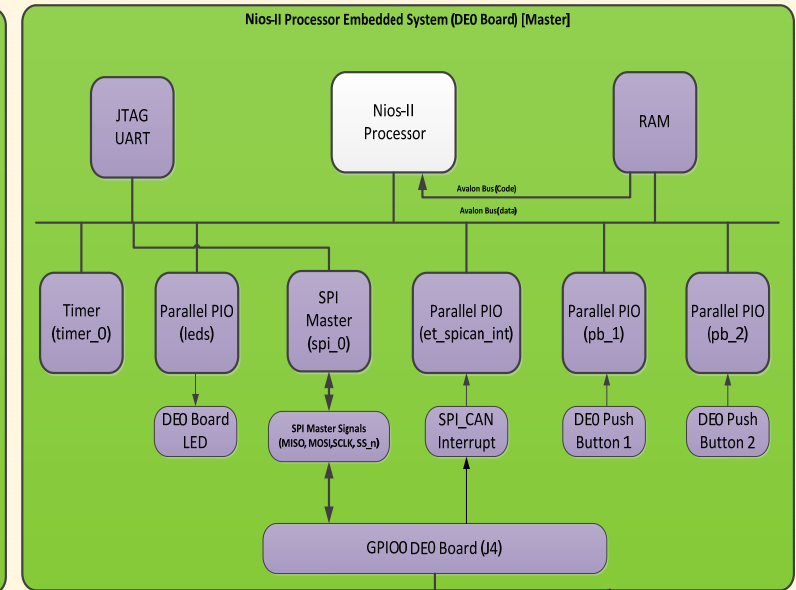 Nios-II Processor Embedded System (DE0 Board) [Master]
JTAG
UART
Nios-II
Processor
RAM
Avalon Bus(Code)
Avalon Bus(data)
Timer
(timer_0)
Parallel PIO
(leds)
SPI
Master
(spi_0)
Parallel PIO
(et_spican_int)
Parallel PIO
(pb_1)
Parallel PIO
(pb_2)
DE0 Board
LED
SPI Master Signals
(MISO, MOSI,SCLK, SS_n)
SPI_CAN
Interrupt
DE0 Push
Button 1
DE0 Push
Button 2
GPIO0 DE0 Board (J4)